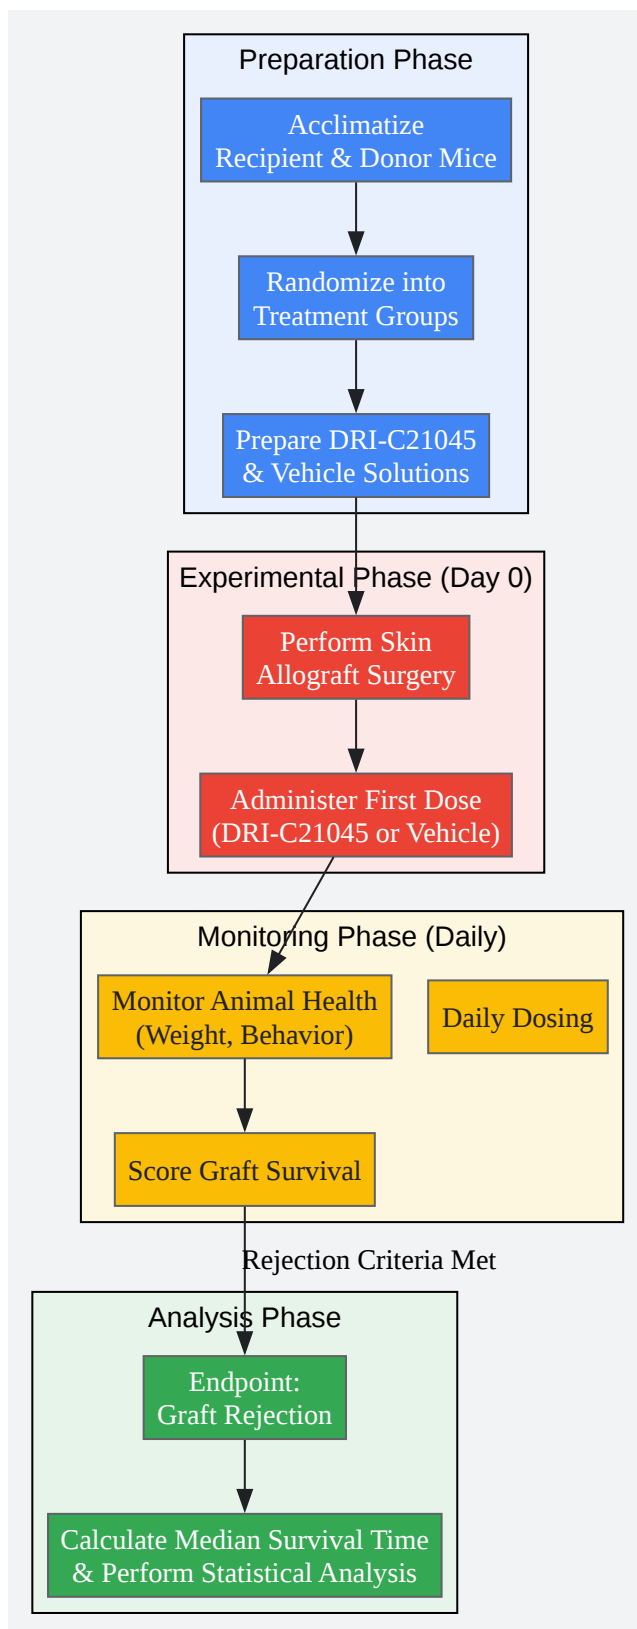 Preparation Phase
Acclimatize
Recipient & Donor Mice
Randomize into
Treatment Groups
Prepare DRI-C21045
& Vehicle Solutions
Experimental Phase (Day 0)
Perform Skin
Allograft Surgery
Administer First Dose
(DRI-C21045 or Vehicle)
Monitoring Phase (Daily)
Monitor Animal Health
(Weight, Behavior)
Daily Dosing
Score Graft Survival
Rejection Criteria Met
Analysis Phase
Endpoint:
Graft Rejection
Calculate Median Survival Time
& Perform Statistical Analysis